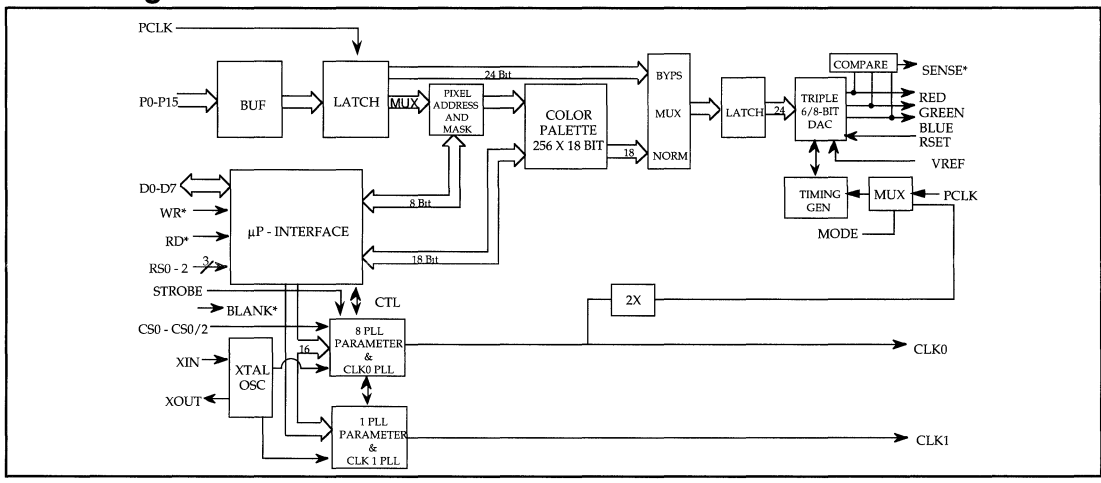 PCLK
COMPARE
SENSE*
24 Bit
BYPS
MUX
NORM
P0-P15
BUF
LATCH
MUX
PIXEL
ADDRESS
AND
MASK
COLOR
PALETTE
256 X 18 BIT
18
LATCH
24
TRIPLE
6/8-BIT
DAC
RED
GREEN
BLUE
RSET
VREF
D0-D7
WR*
RD*
RS0 - 2
3
µP - INTERFACE
8 Bit
18 Bit
TIMING
GEN
MUX
PCLK
MODE
STROBE
BLANK*
CTL
2X
CS0 - CS0/2
8 PLL
PARAMETER
&
CLK0 PLL
16
CLK0
XIN
XTAL
OSC
XOUT
1 PLL
PARAMETER
&
CLK 1 PLL
CLK1